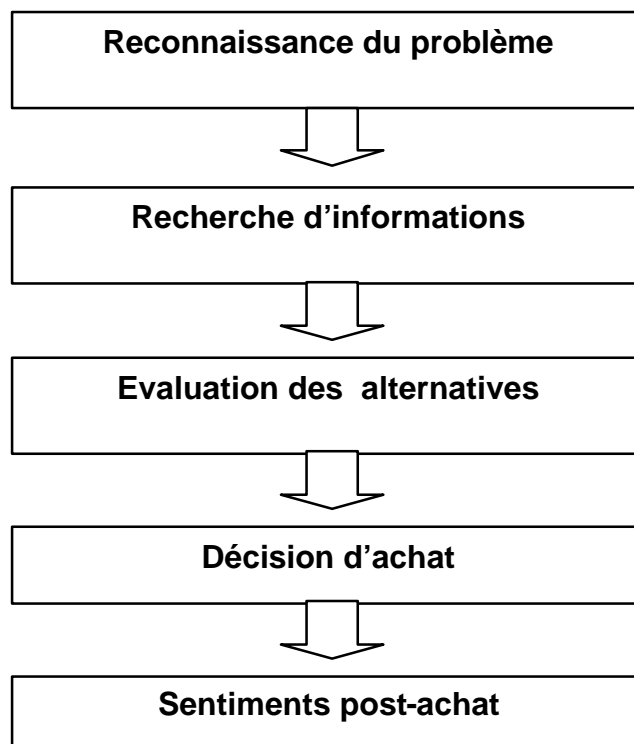 Reconnaissance du problème
Recherche d’informations
Evaluation des  alternatives
Décision d’achat
Sentiments post-achat